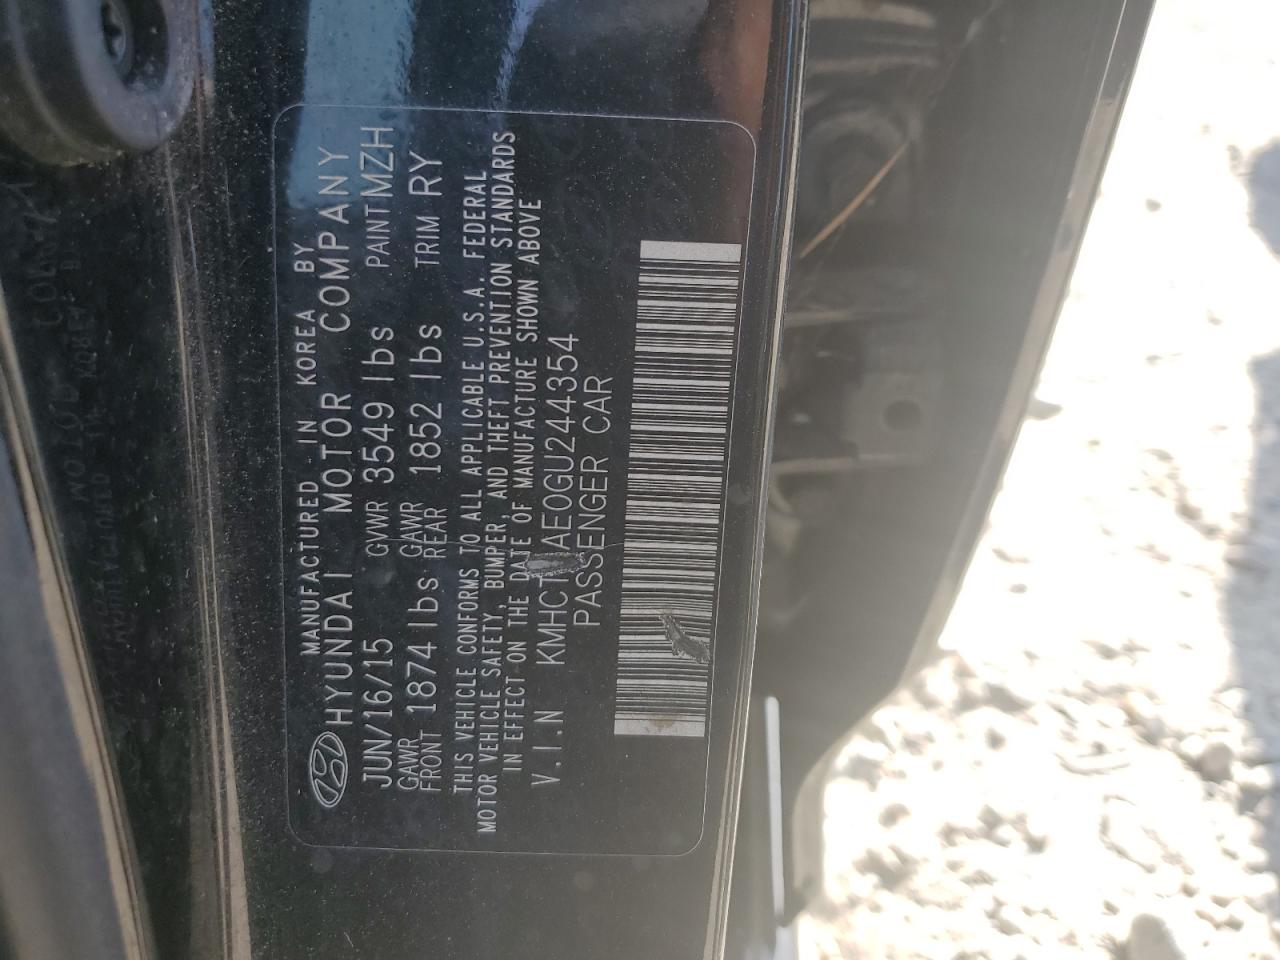 MANUFACTURED IN KOREA BY
HYUNDAI MOTOR COMPANY
JUN/16/15 GVWR 3549 lbs PAINT MZH
GAWR FRONT 1874 lbs GAWR REAR 1852 lbs TRIM RY
THIS VEHICLE CONFORMS TO ALL APPLICABLE U.S.A. FEDERAL
MOTOR VEHICLE SAFETY, BUMPER, AND THEFT PREVENTION STANDARDS
IN EFFECT ON THE DATE OF MANUFACTURE SHOWN ABOVE
V.I.N
PASSENGER CAR